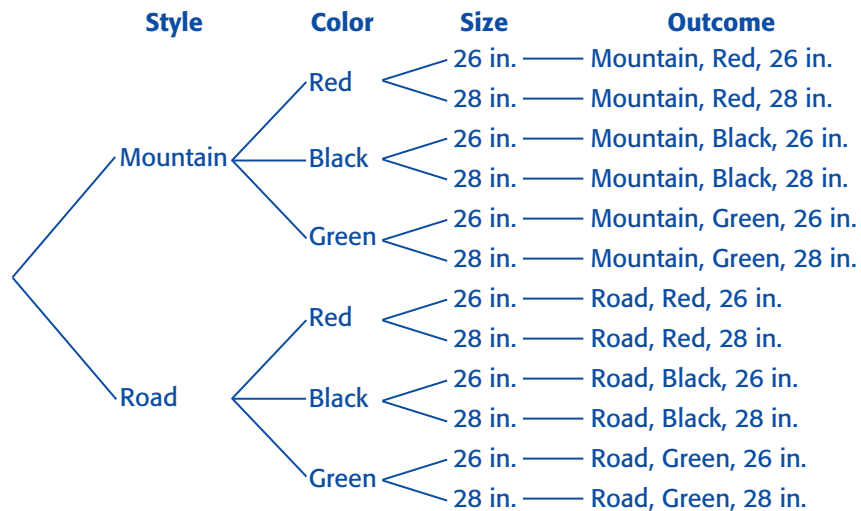 Style Color Size Outcome
26 in. Mountain, Red, 26 in.
Red
28 in. Mountain, Red, 28 in.
26 in. Mountain, Black, 26 in.
Mountain Black
28 in. Mountain, Black, 28 in.
26 in. Mountain, Green, 26 in.
Green
28 in. Mountain, Green, 28 in.
26 in. Road, Red, 26 in.
Red
28 in. Road, Red, 28 in.
26 in. Road, Black, 26 in.
Road Black
28 in. Road, Black, 28 in.
26 in. Road, Green, 26 in.
Green
28 in. Road, Green, 28 in.